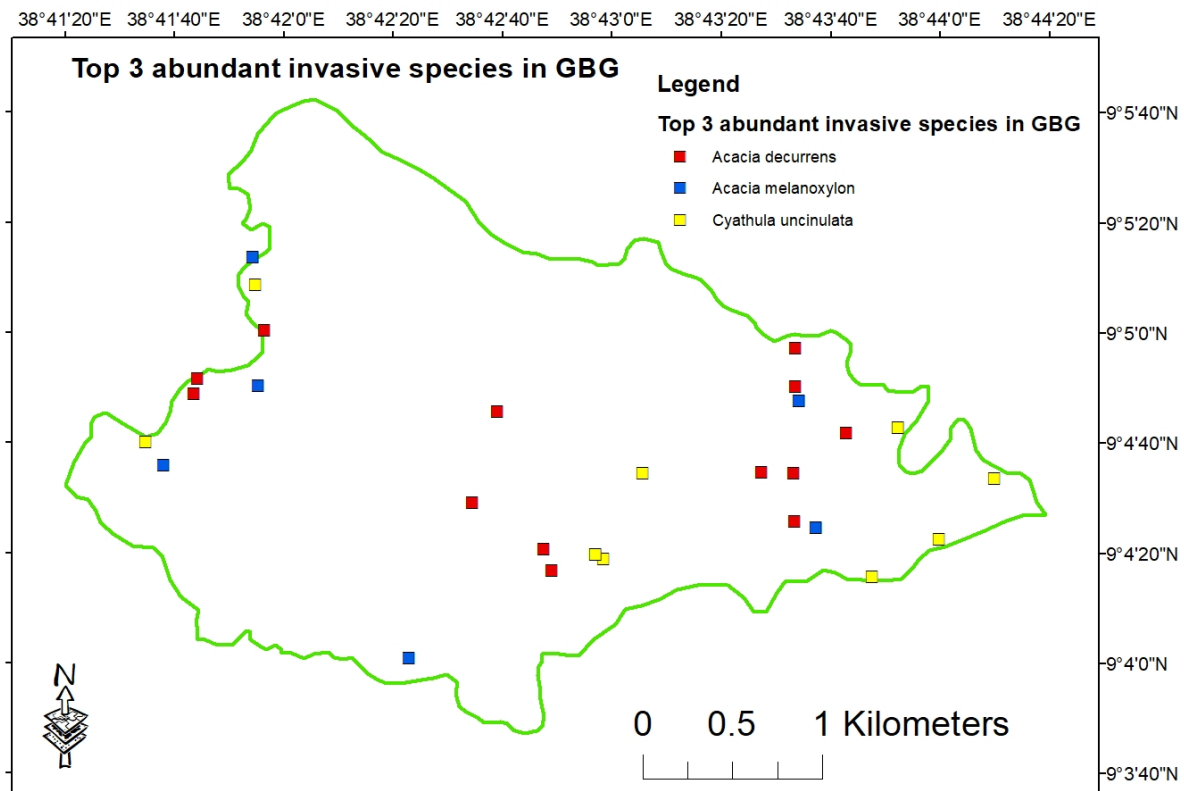 38°41'20"E 38°41'40"E 38°42'0"E 38°42'20"E 38°42'40"E 38°43'0"E 38°43'20"E 38°43'40"E 38°44'0"E 38°44'20"E
Top 3 abundant invasive species in GBG
Legend
Top 3 abundant invasive species in GBG
Acacia decurrens
Acacia melanoxylon
Cyathula uncinulata
9°5'40"N
9°5'20"N
9°5'0"N
9°4'40"N
9°4'20"N
9°4'0"N
9°3'40"N
N
0 0.5 1 Kilometers